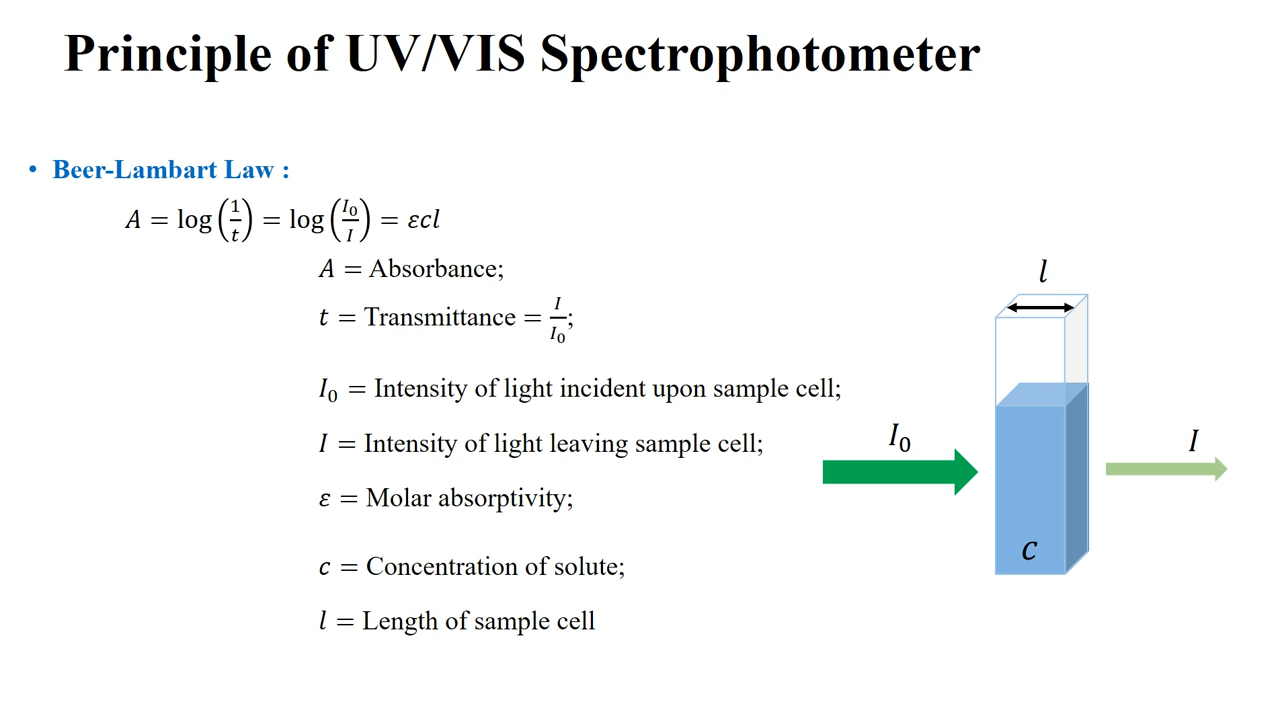 Principle of UV/VIS Spectrophotometer
• Beer-Lambart Law :
A = log(1/t) = log(I₀/I) = εcl
A = Absorbance;
t = Transmittance = I/I₀;
I₀ = Intensity of light incident upon sample cell;
I = Intensity of light leaving sample cell;
ε = Molar absorptivity;
c = Concentration of solute;
l = Length of sample cell
l
I₀
I
c